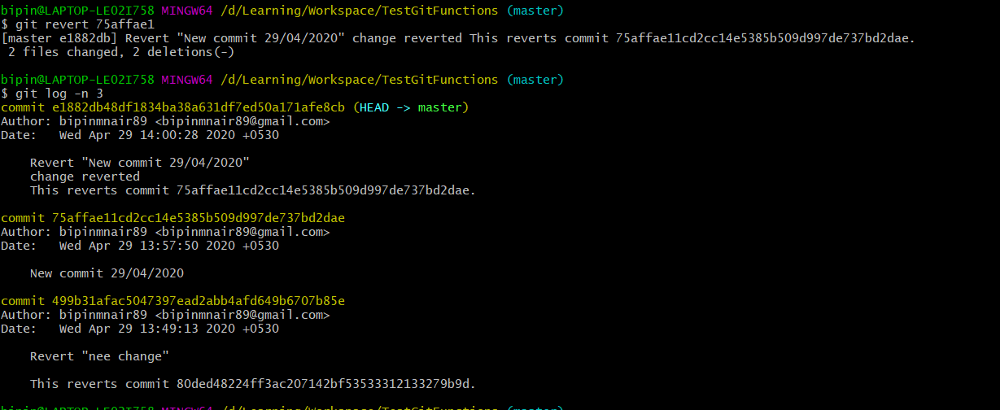 bipin@LAPTOP-LE02I758 MINGW64 /d/Learning/Workspace/TestGitFunctions (master)
$ git revert 75affae1
[master e1882db] Revert "New commit 29/04/2020" change reverted This reverts commit 75affae11cd2cc14e5385b509d997de737bd2dae.
 2 files changed, 2 deletions(-)

bipin@LAPTOP-LE02I758 MINGW64 /d/Learning/Workspace/TestGitFunctions (master)
$ git log -n 3
commit e1882db48df1834ba38a631df7ed50a171afe8cb (HEAD -> master)
Author: bipinmnair89 <bipinmnair89@gmail.com>
Date:   Wed Apr 29 14:00:28 2020 +0530

    Revert "New commit 29/04/2020"
    change reverted
    This reverts commit 75affae11cd2cc14e5385b509d997de737bd2dae.

commit 75affae11cd2cc14e5385b509d997de737bd2dae
Author: bipinmnair89 <bipinmnair89@gmail.com>
Date:   Wed Apr 29 13:57:50 2020 +0530

    New commit 29/04/2020

commit 499b31afac5047397ead2abb4afd649b6707b85e
Author: bipinmnair89 <bipinmnair89@gmail.com>
Date:   Wed Apr 29 13:49:13 2020 +0530

    Revert "nee change"

    This reverts commit 80ded48224ff3ac207142bf53533312133279b9d.

bipin@LAPTOP-LE02I758 MINGW64 /d/Learning/Workspace/TestGitFunctions (master)